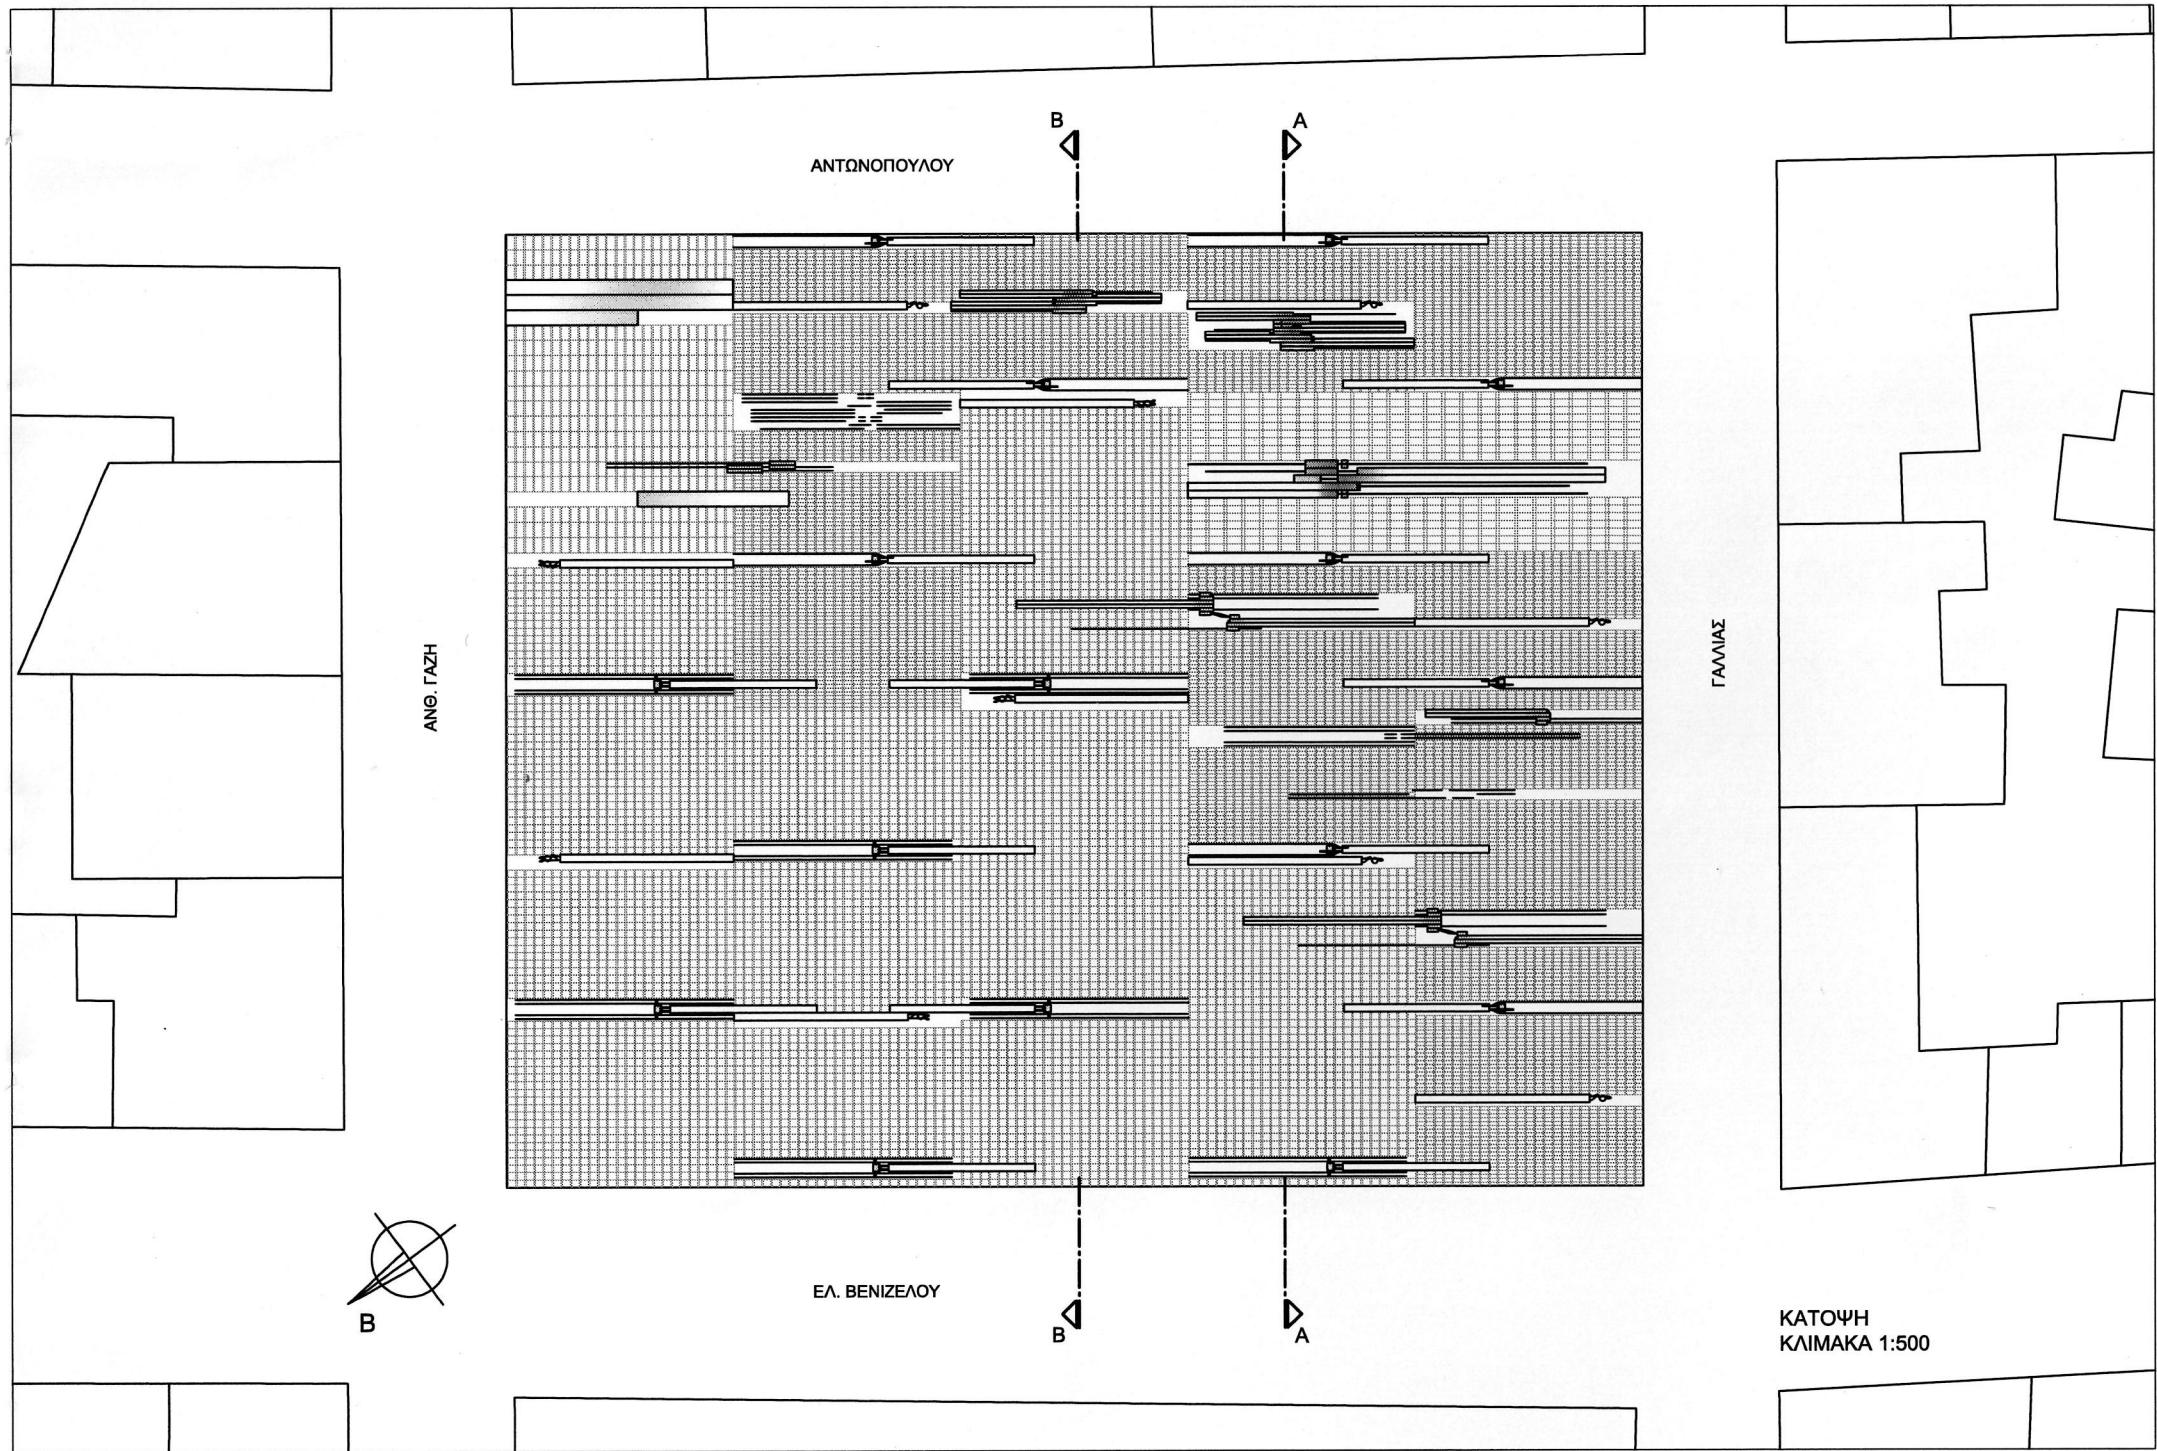 Β
Α
ΑΝΤΩΝΟΠΟΥΛΟΥ
ΑΝΘ. ΓΑΖΗ
ΓΑΛΛΙΑΣ
ΕΛ. ΒΕΝΙΖΕΛΟΥ
Β
Β
Α
ΚΑΤΟΨΗ
ΚΛΙΜΑΚΑ 1:500